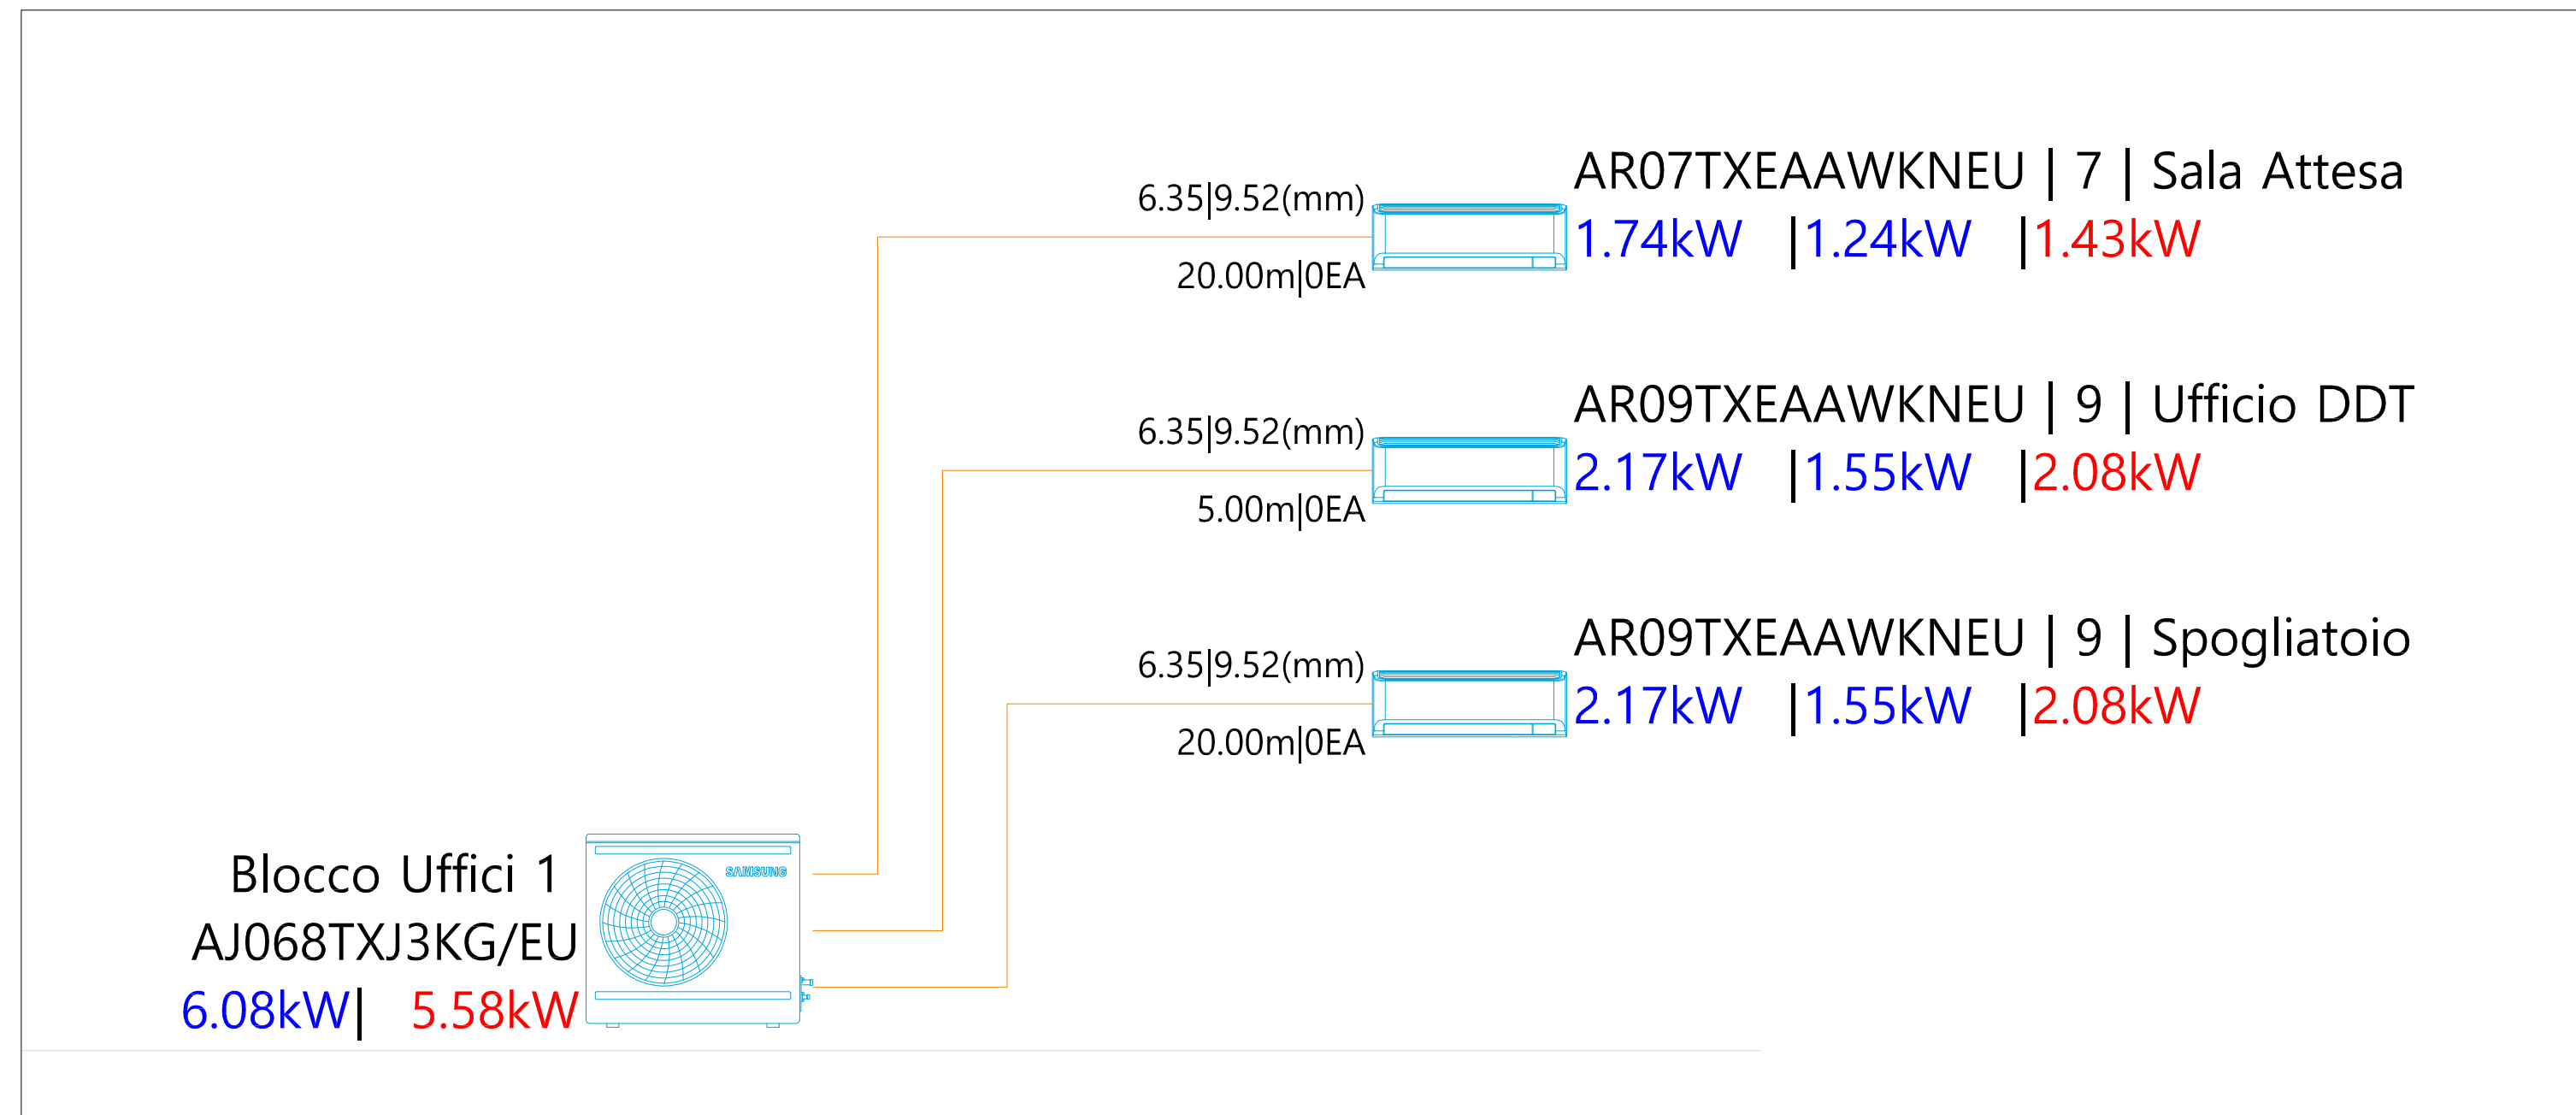 6.35|9.52(mm)
20.00m|0EA
AR07TXEAAWKNEU | 7 | Sala Attesa
1.74kW |1.24kW |1.43kW
6.35|9.52(mm)
5.00m|0EA
AR09TXEAAWKNEU | 9 | Ufficio DDT
2.17kW |1.55kW |2.08kW
6.35|9.52(mm)
20.00m|0EA
AR09TXEAAWKNEU | 9 | Spogliatoio
2.17kW |1.55kW |2.08kW
Blocco Uffici 1
AJ068TXJ3KG/EU
6.08kW| 5.58kW
SAMSUNG